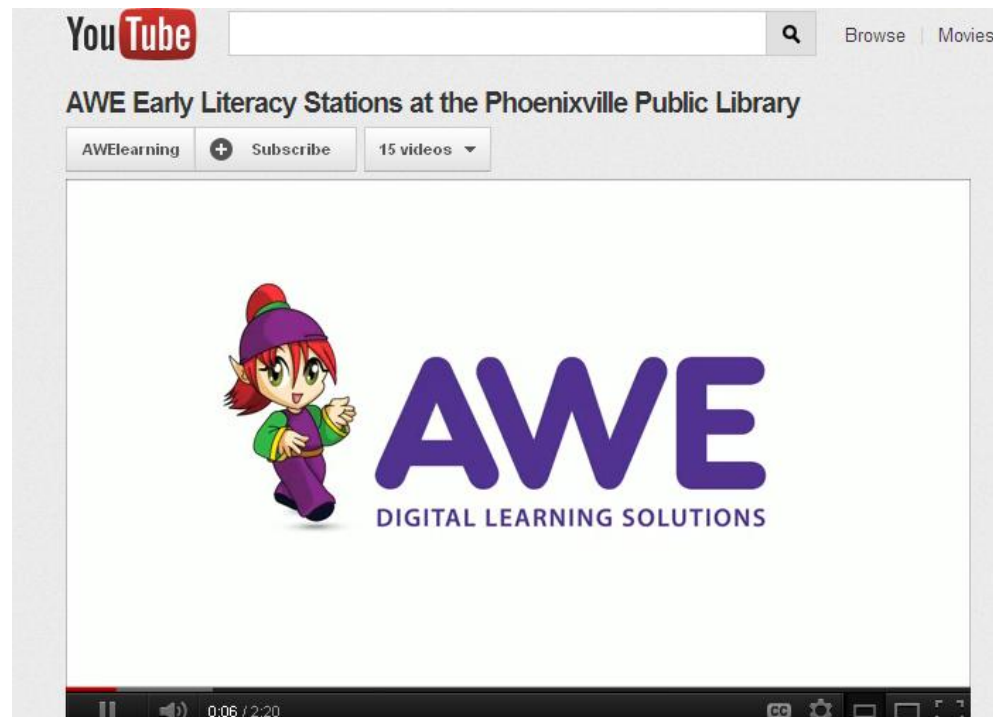 YouTube
Browse | Movies
AWE Early Literacy Stations at the Phoenixville Public Library
AWElearning Subscribe 15 videos
AWE
DIGITAL LEARNING SOLUTIONS
0:06 / 2:20 CC